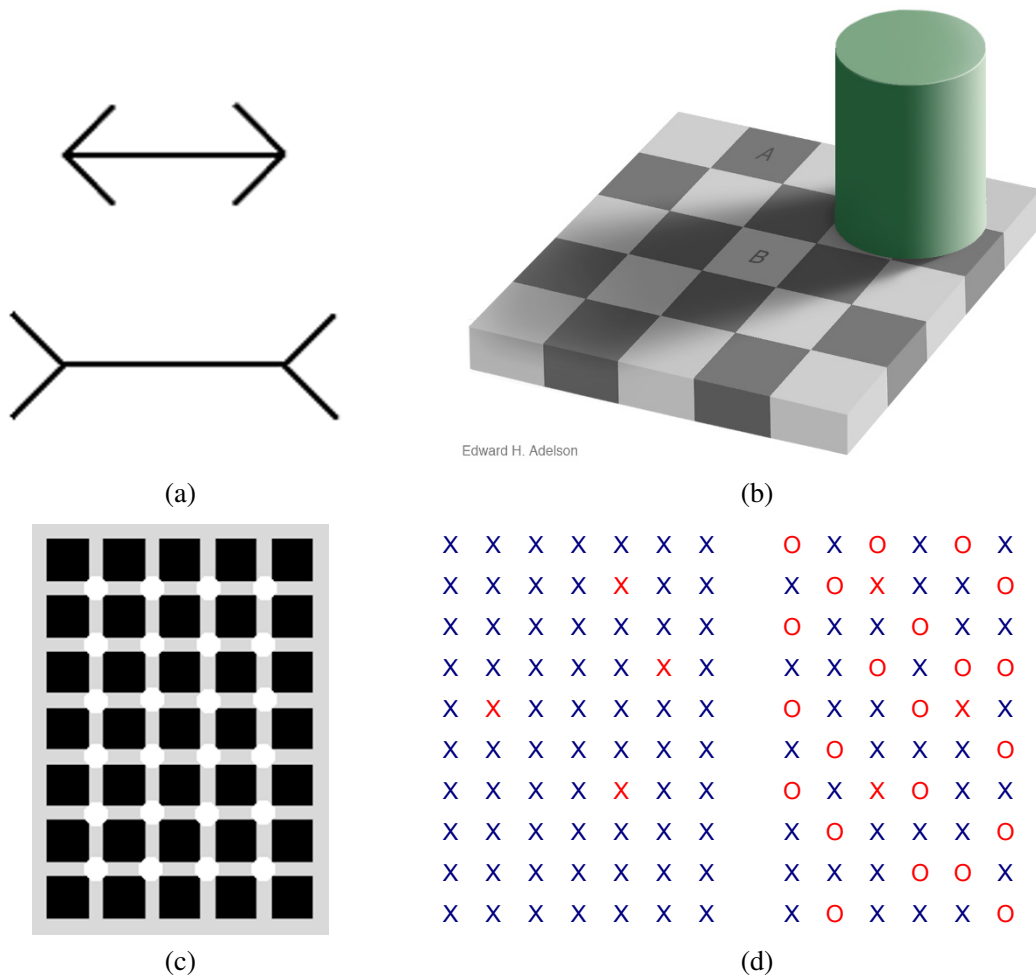 A
B
Edward H. Adelson
(a)
(b)
X X X X X X X O X O X O X
X X X X X X X X O X X X O
X X X X X X X O X X O X X
X X X X X X X X X O X O O
X X X X X X X O X X O X X
X X X X X X X X O X X X O
X X X X X X X O X X O X X
X X X X X X X X O X X X O
X X X X X X X X X X O O X
X X X X X X X X O X X X O
(c)
(d)